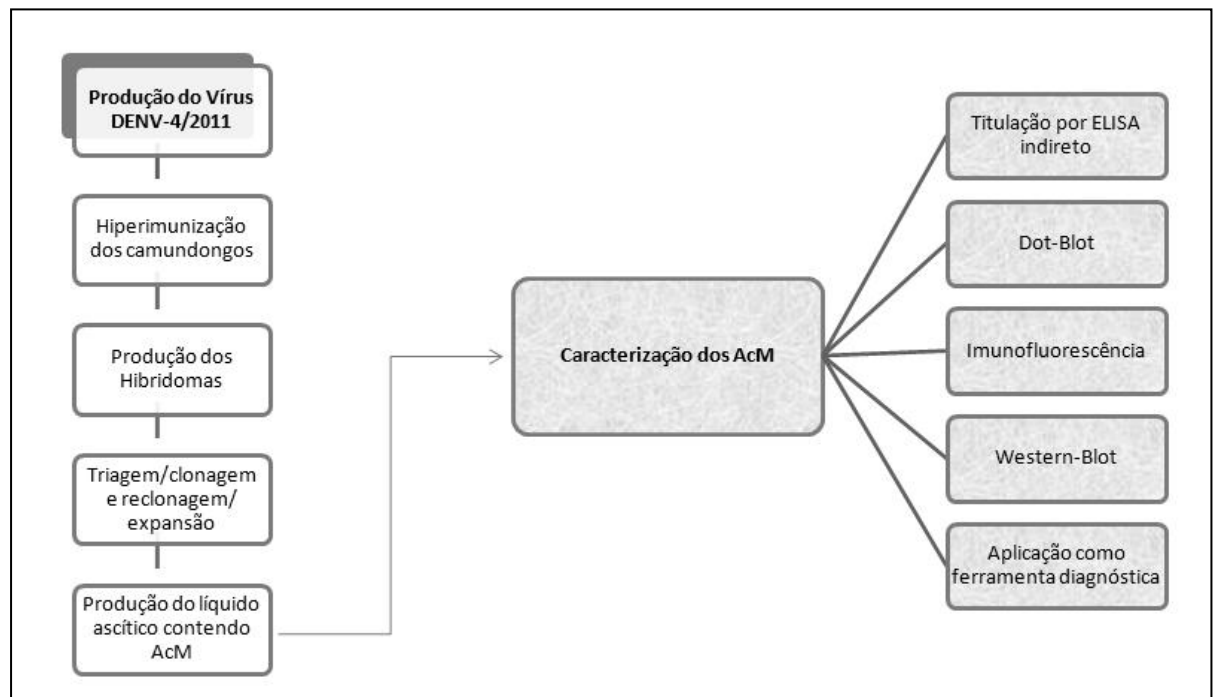 Produção do Vírus
DENV-4/2011
Hiperimunização
dos camundongos
Produção dos
Hibridomas
Triagem/clonagem
e reclonagem/
expansão
Produção do líquido
ascítico contendo
AcM
Caracterização dos AcM
Titulação por ELISA
indireto
Dot-Blot
Imunofluorescência
Western-Blot
Aplicação como
ferramenta diagnóstica